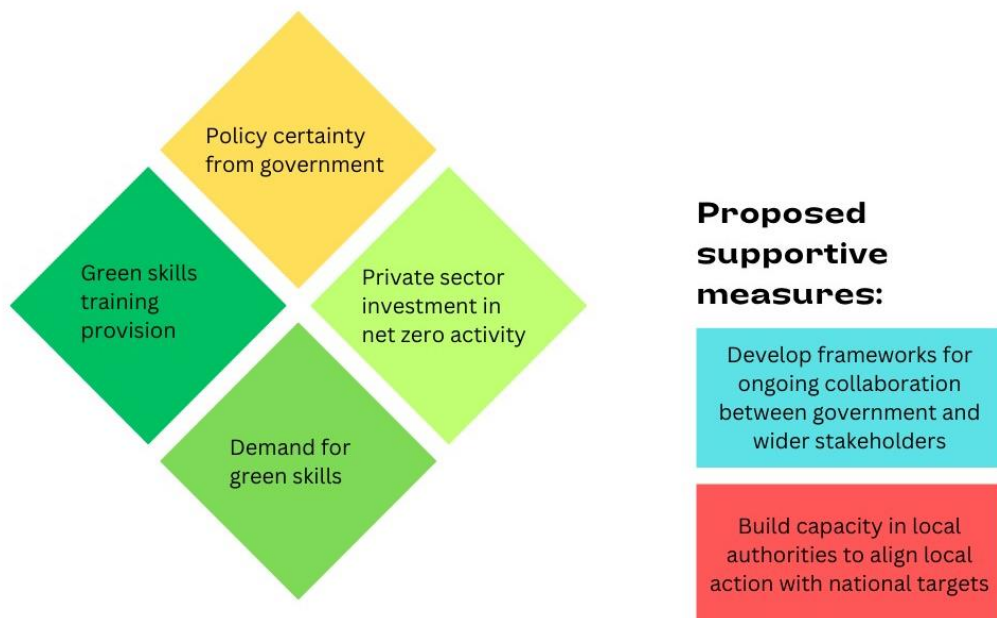 Policy certainty
from government
Green skills
training
provision
Private sector
investment in
net zero activity
Demand for
green skills
Proposed
supportive
measures:
Develop frameworks for
ongoing collaboration
between government and
wider stakeholders
Build capacity in local
authorities to align local
action with national targets